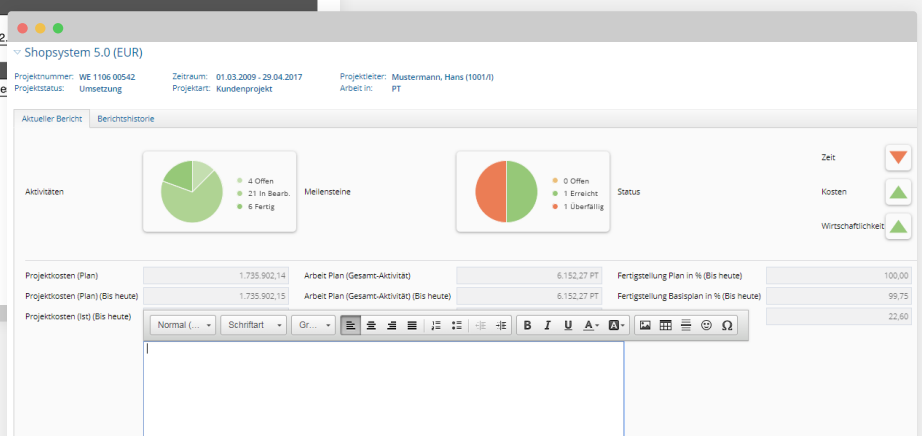 2.
e
Shopsystem 5.0 (EUR)
Projektnummer: WE 1106 00542 Zeitraum: 01.03.2009 - 29.04.2017 Projektleiter: Mustermann, Hans (1001/I)
Projektstatus: Umsetzung Projektart: Kundenprojekt Arbeit in: PT
Aktueller Bericht Berichtshistorie
Aktivitäten
4 Offen
21 In Bearb.
6 Fertig
Meilensteine
0 Offen
1 Erreicht
1 Überfällig
Status
Zeit
Kosten
Wirtschaftlichkeit
Projektkosten (Plan) 1.735.902,14 Arbeit Plan (Gesamt-Aktivität) 6.152,27 PT Fertigstellung Plan in % (Bis heute) 100,00
Projektkosten (Plan) (Bis heute) 1.735.902,15 Arbeit Plan (Gesamt-Aktivität) (Bis heute) 6.152,27 PT Fertigstellung Basisplan in % (Bis heute) 99,75
Projektkosten (Ist) (Bis heute) 22,60
Normal (... Schriftart Gr... B I U A A Ω